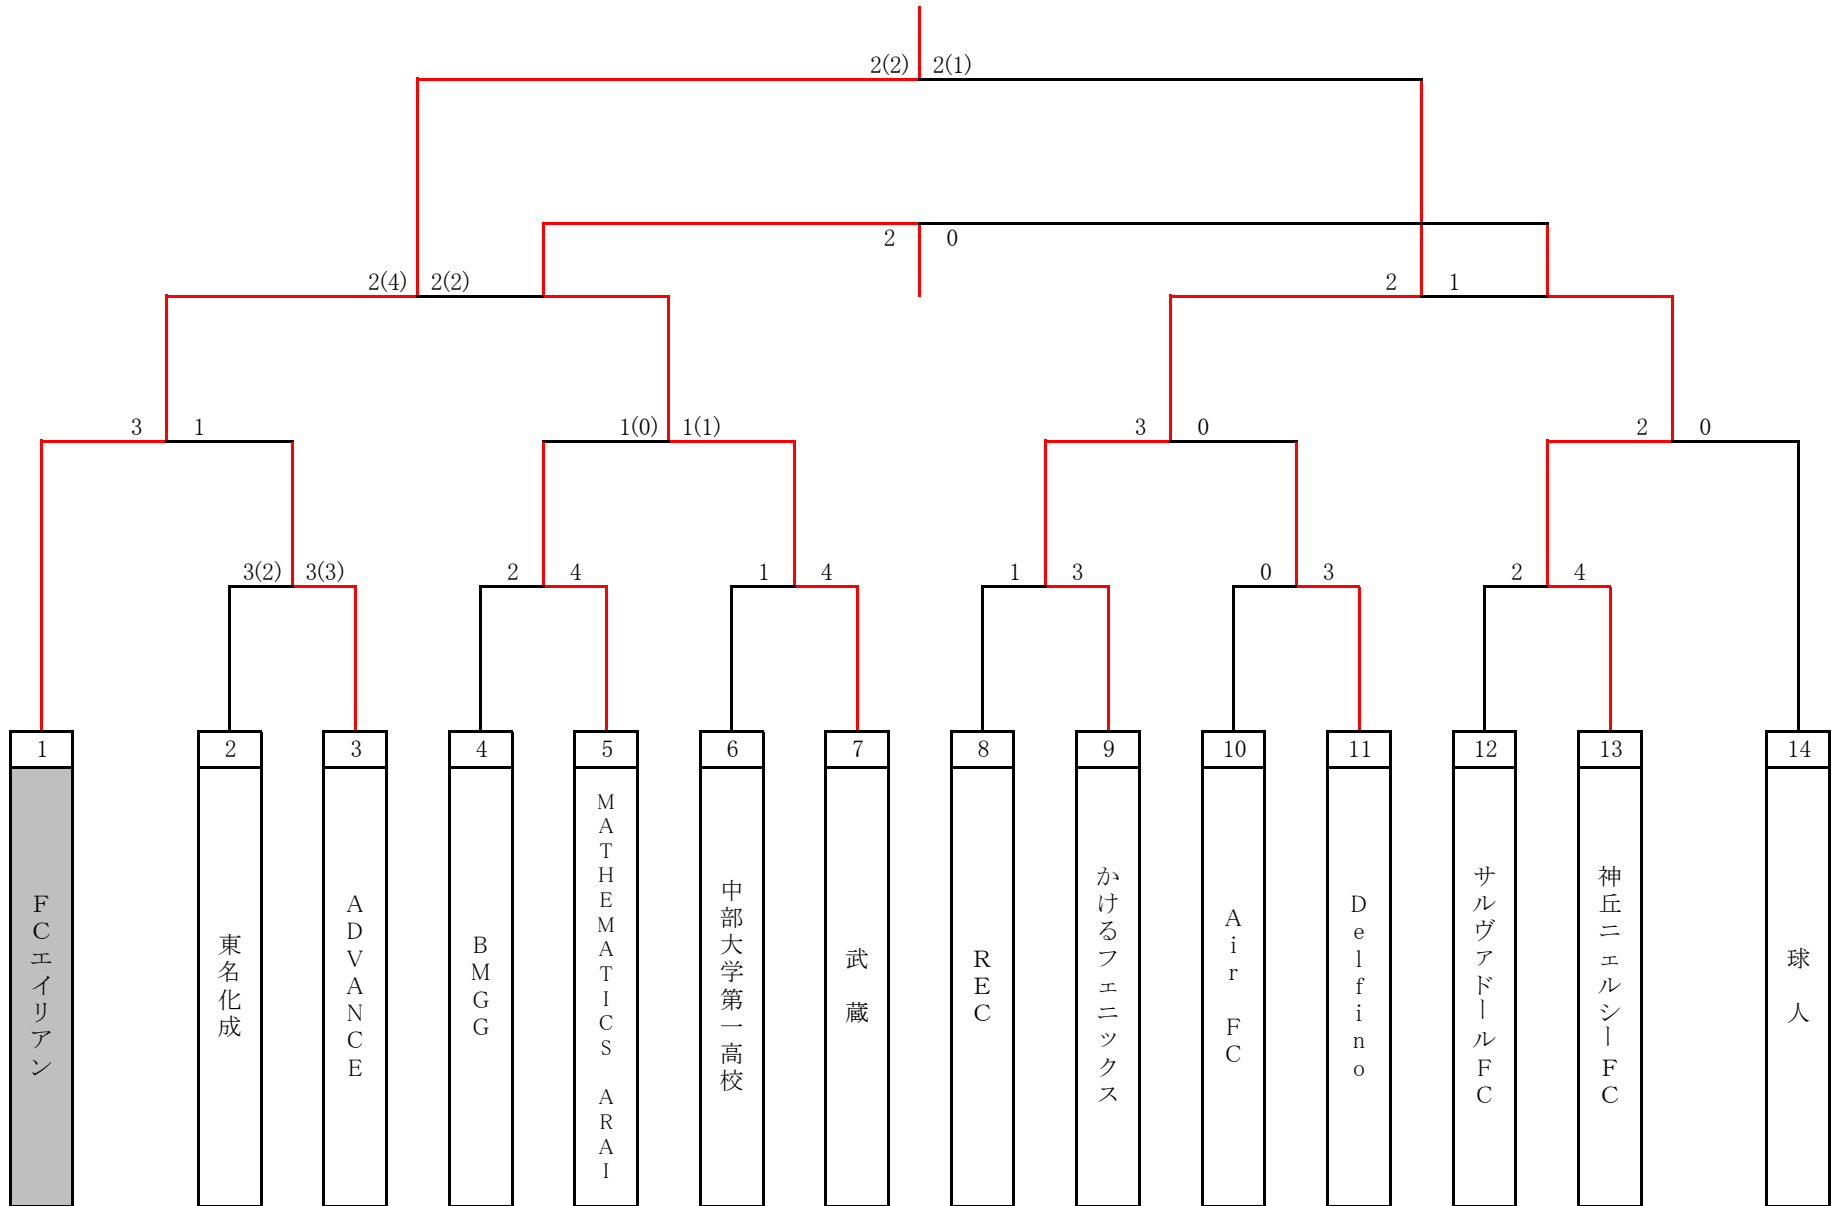 2(2) 2(1)
2 0
2(4) 2(2) 2 1
3 1 1(0) 1(1) 3 0 2 0
3(2) 3(3) 2 4 1 4 1 3 0 3 2 4
1 2 3 4 5 6 7 8 9 10 11 12 13 14
FCエイリアン
東名化成
ADVANCE
BMGG
MATHEMATICS ARAI
中部大学第一高校
武 蔵
REC
かけるフェニックス
Air FC
Delfino
サルヴァドールFC
神丘ニェルシーFC
球 人